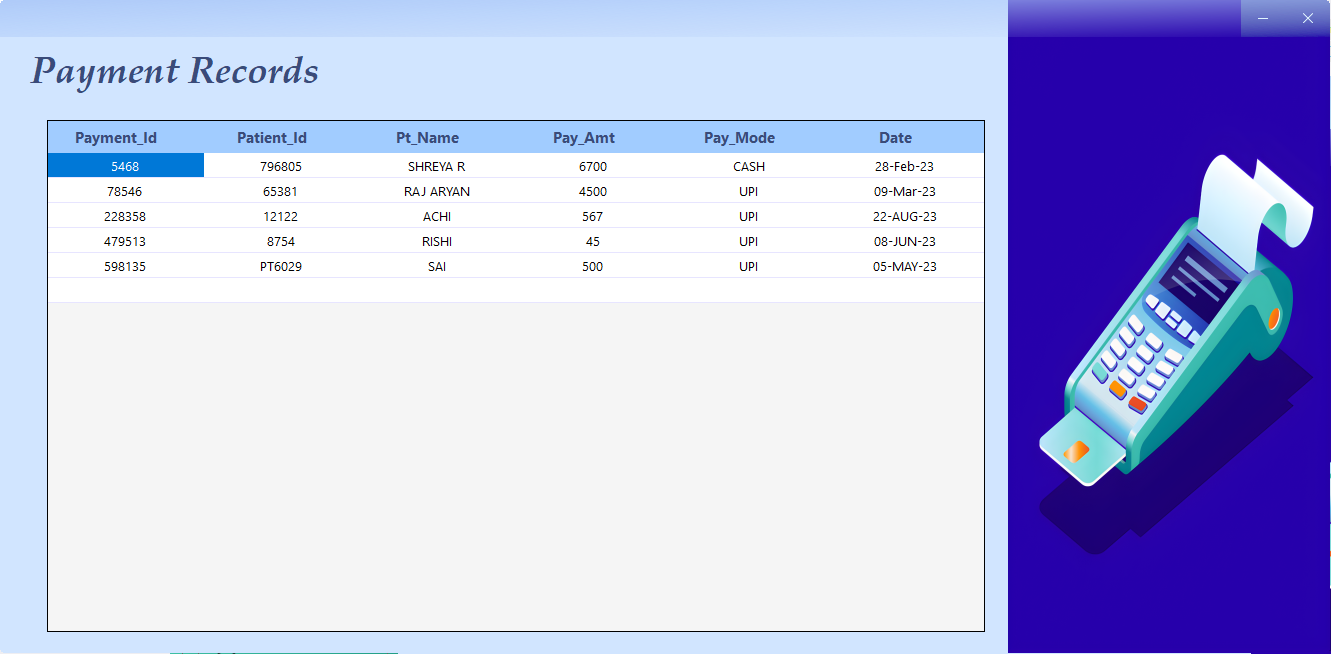 Payment Records
Payment_Id Patient_Id Pt_Name Pay_Amt Pay_Mode Date
5468 796805 SHREYA R 6700 CASH 28-Feb-23
78546 65381 RAJ ARYAN 4500 UPI 09-Mar-23
228358 12122 ACHI 567 UPI 22-AUG-23
479513 8754 RISHI 45 UPI 08-JUN-23
598135 PT6029 SAI 500 UPI 05-MAY-23